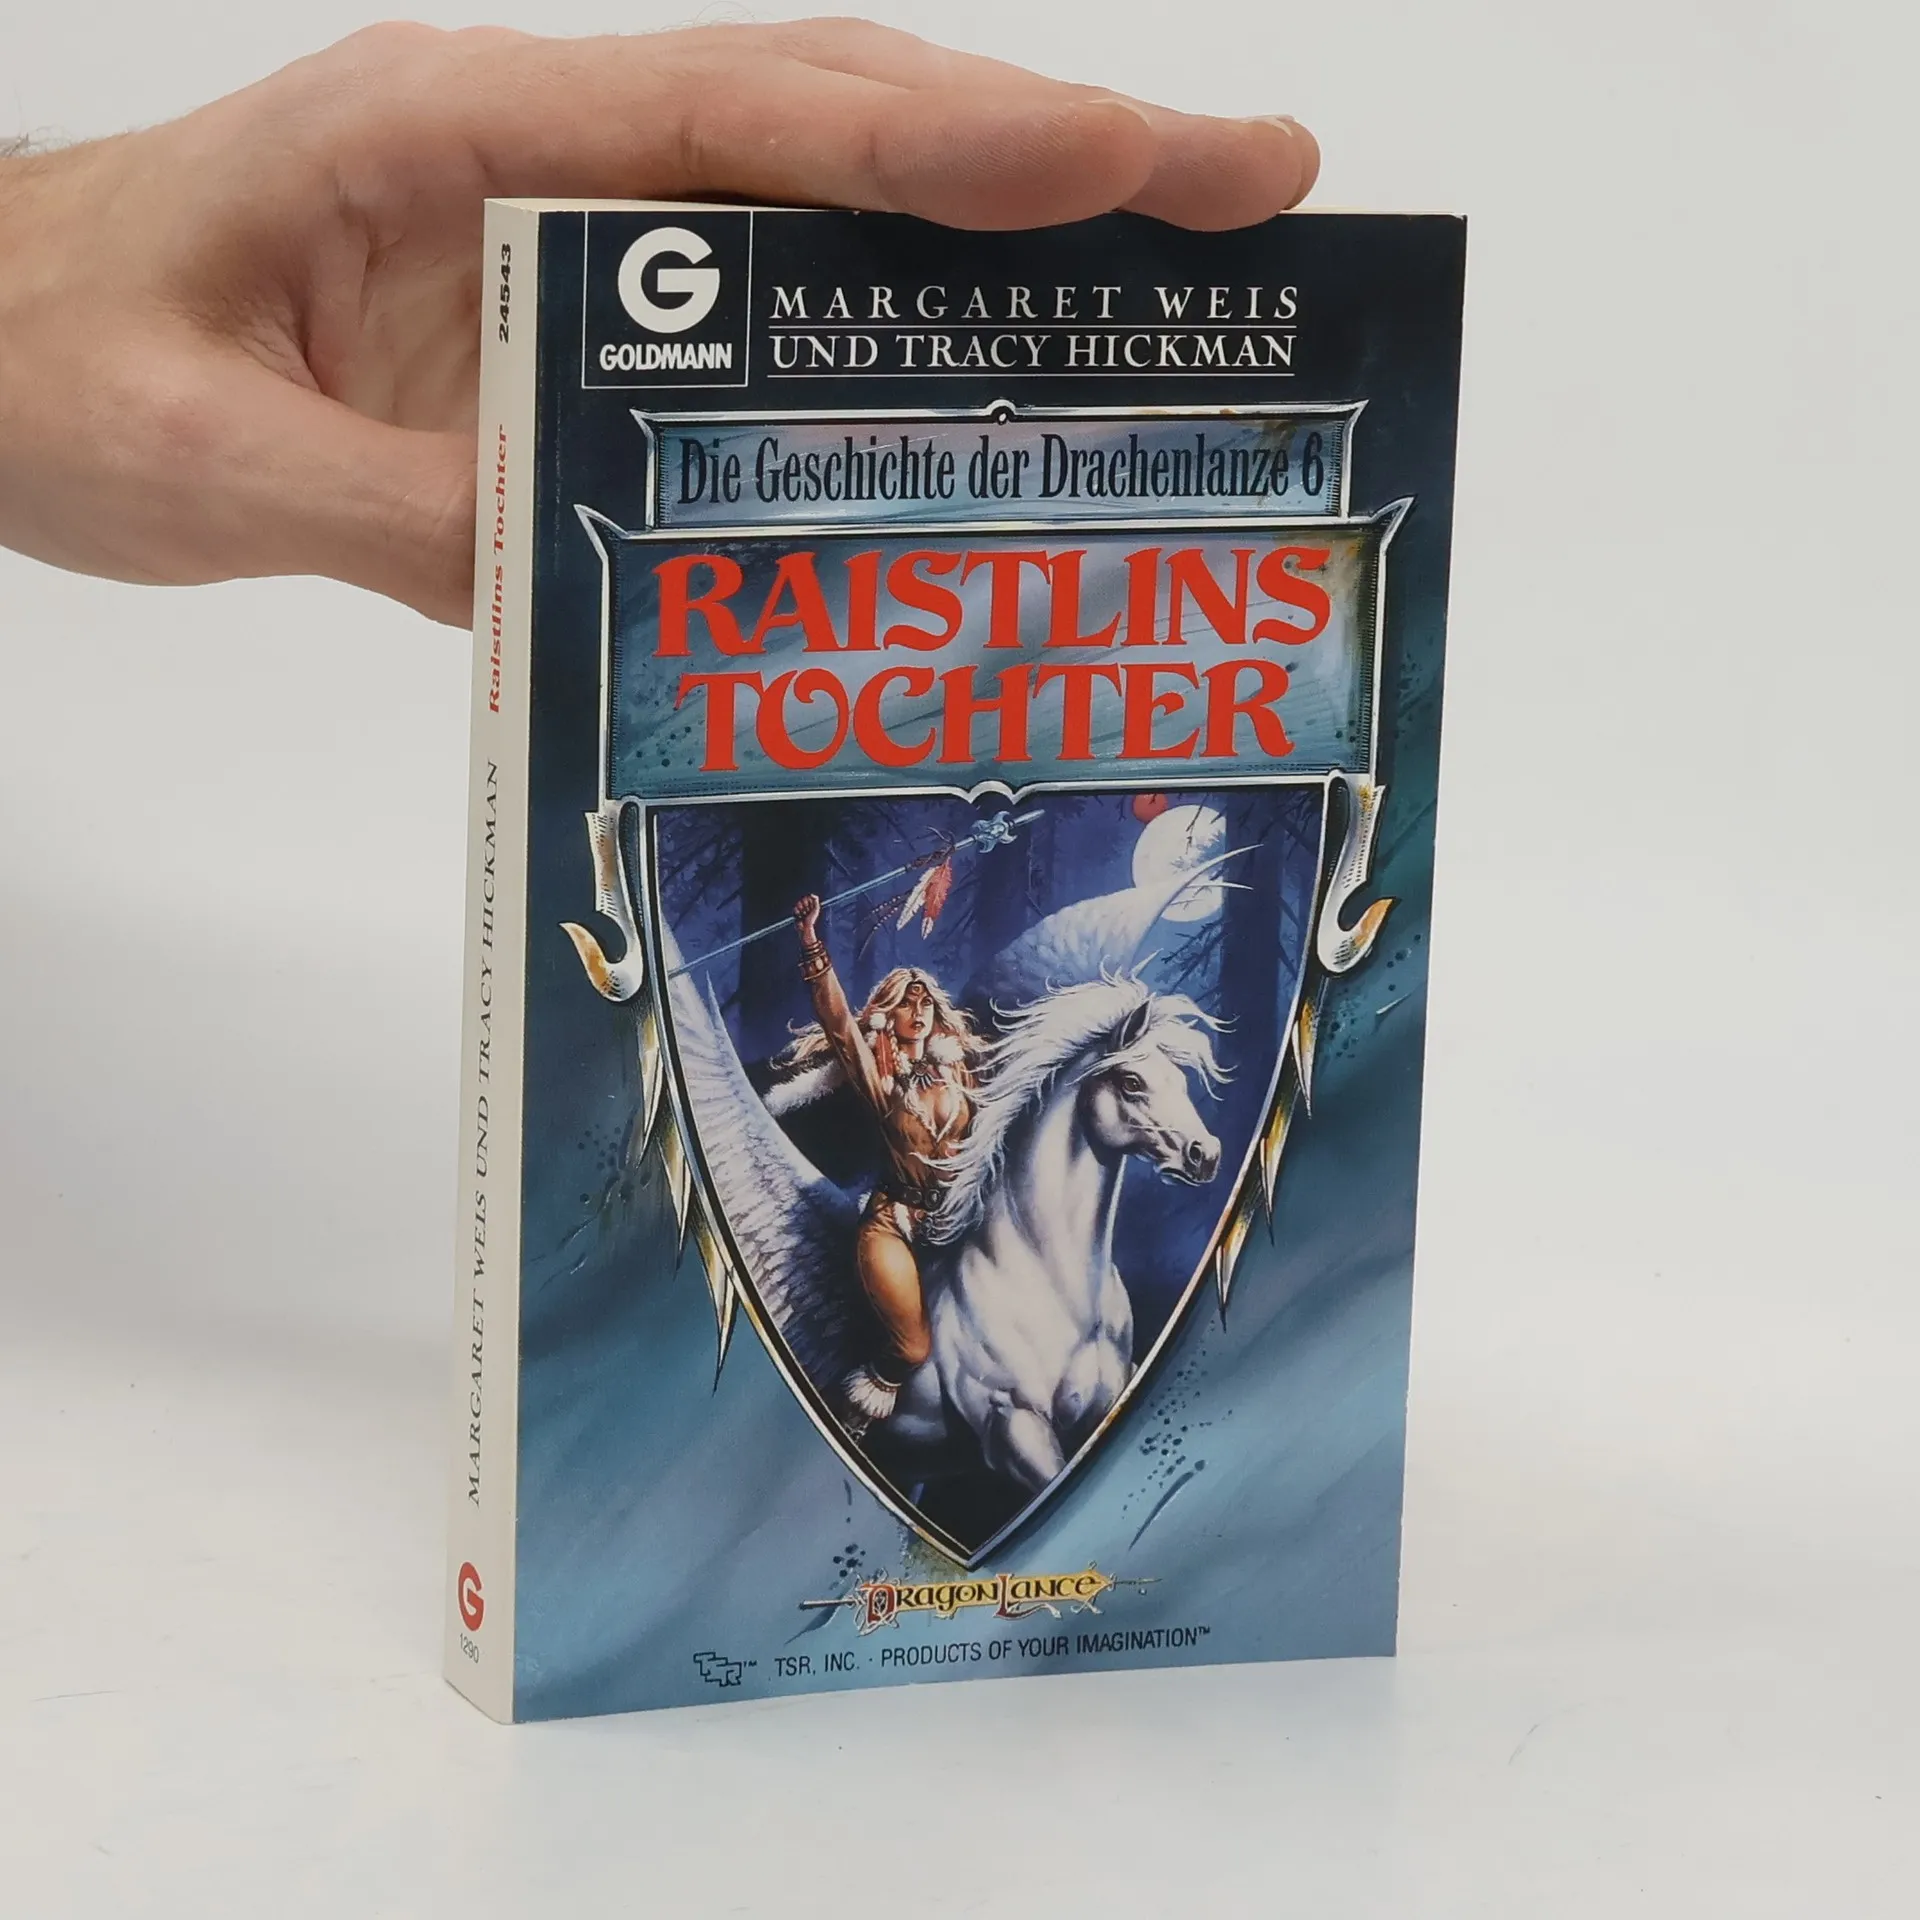 G
GOLDMANN
MARGARET WEIS
UND TRACY HICKMAN
Die Geschichte der Drachenlanze 6
RAISTLINS
TOCHTER
DRAGONLANCE
TSR™ TSR, INC. · PRODUCTS OF YOUR IMAGINATION™
24543
Raistlins Tochter
MARGARET WEIS UND TRACY HICKMAN
G
1290